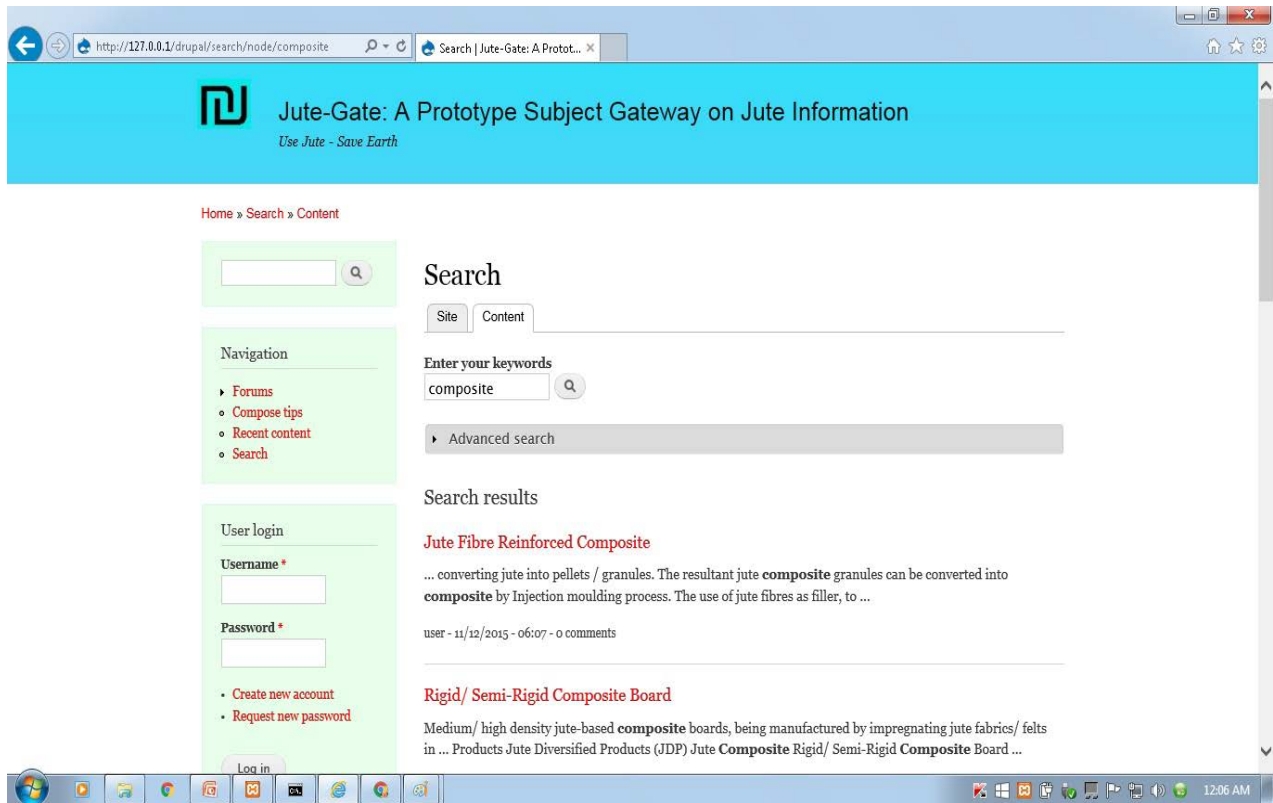 http://127.0.0.1/drupal/search/node/composite
Search | Jute-Gate: A Protot...
Jute-Gate: A Prototype Subject Gateway on Jute Information
Use Jute - Save Earth
Home » Search » Content
Navigation
Forums
Compose tips
Recent content
Search
User login
Username *
Password *
Create new account
Request new password
Log in
Search
Site
Content
Enter your keywords
composite
Advanced search
Search results
Jute Fibre Reinforced Composite
... converting jute into pellets / granules. The resultant jute composite granules can be converted into
composite by Injection moulding process. The use of jute fibres as filler, to ...
user - 11/12/2015 - 06:07 - 0 comments
Rigid/ Semi-Rigid Composite Board
Medium/ high density jute-based composite boards, being manufactured by impregnating jute fabrics/ felts
in ... Products Jute Diversified Products (JDP) Jute Composite Rigid/ Semi-Rigid Composite Board ...
12:06 AM